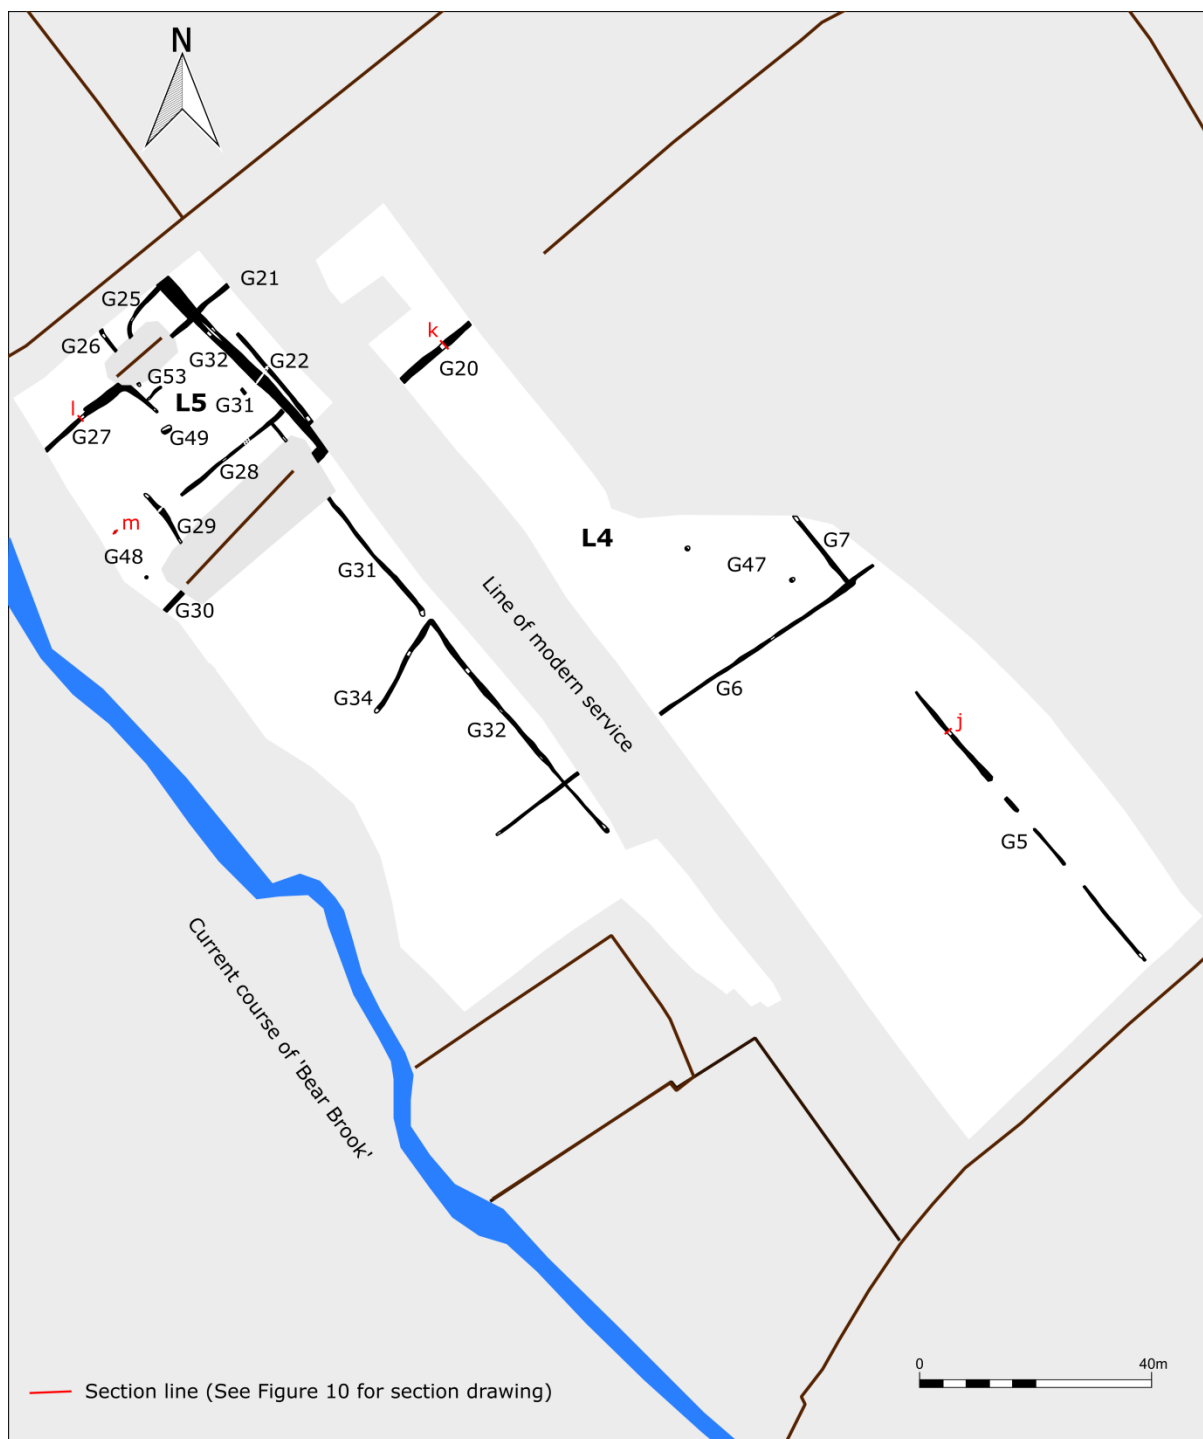 N
G21
G25
k
G26
G32
G22
G20
G53
L5
G31
l
G27
G49
G28
m
G29
L4
G7
G48
G47
G31
G30
Line of modern service
G34
G6
G32
j
G5
Current course of 'Bear Brook'
0
40m
Section line (See Figure 10 for section drawing)